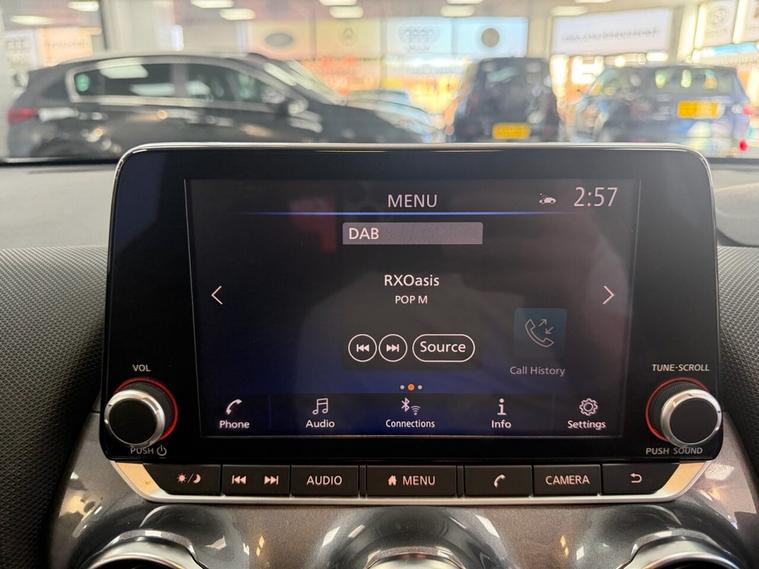 MENU
2:57
DAB
RXOasis
POP M
Source
Call History
Phone
Audio
Connections
Info
Settings
VOL
TUNE·SCROLL
PUSH
PUSH SOUND
AUDIO
MENU
CAMERA